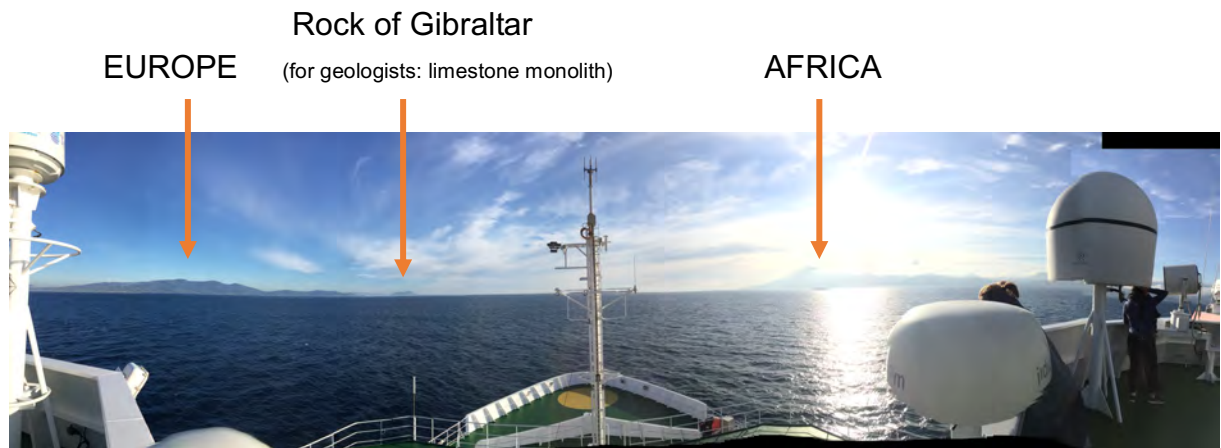 Rock of Gibraltar
EUROPE
(for geologists: limestone monolith)
AFRICA